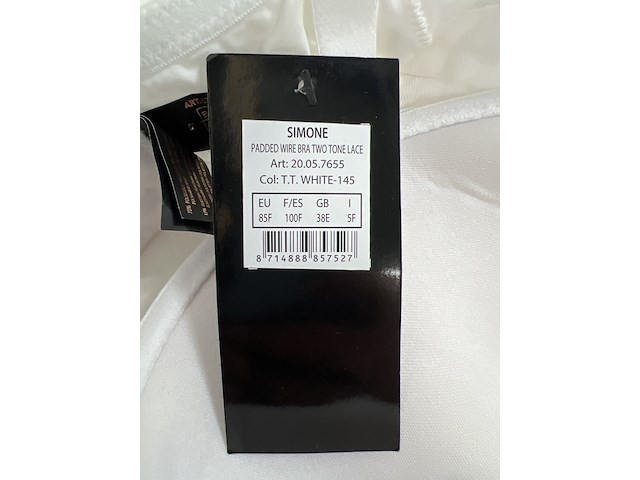 SIMONE
PADDED WIRE BRA TWO TONE LACE
Art: 20.05.7655
Col: T.T. WHITE-145
EU F/ES GB I
85F 100F 38E 5F
8 714888 857527
ART.